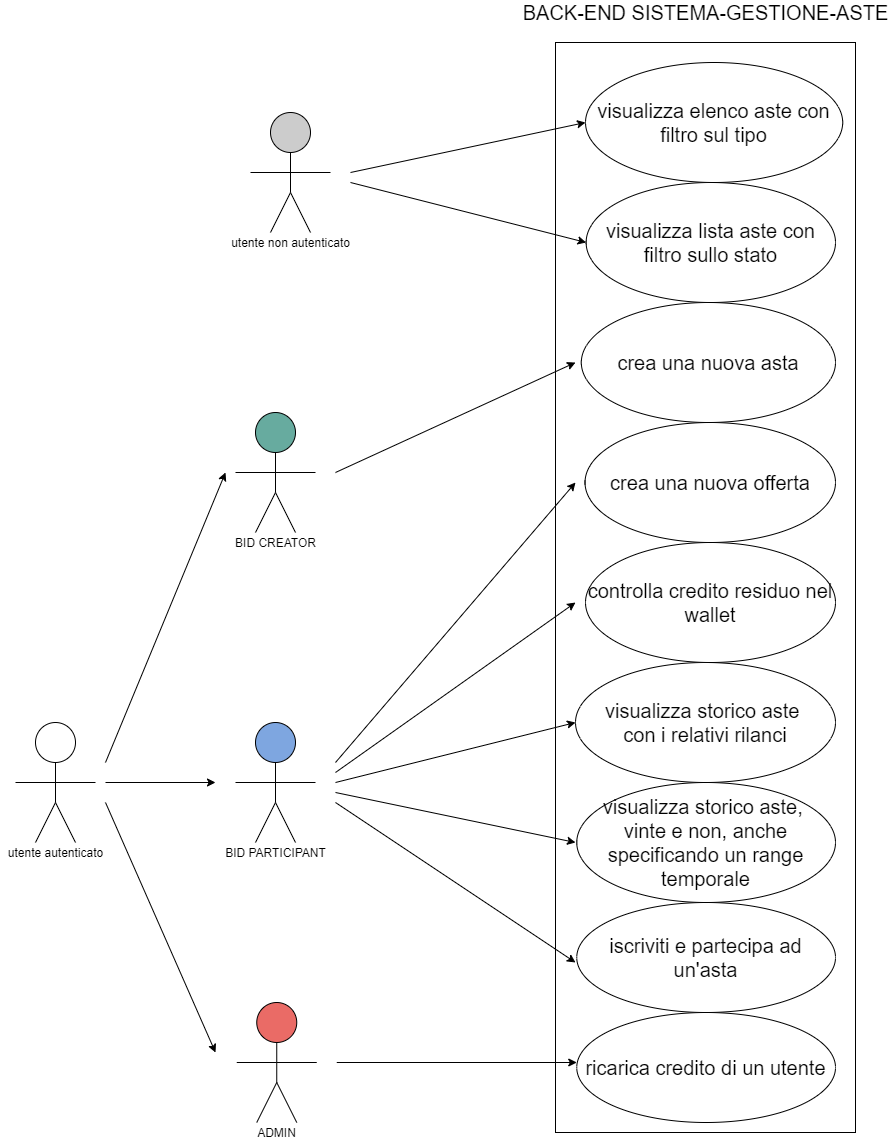 BACK-END SISTEMA-GESTIONE-ASTE
visualizza elenco aste con
filtro sul tipo
utente non autenticato
visualizza lista aste con
filtro sullo stato
crea una nuova asta
BID CREATOR
crea una nuova offerta
controlla credito residuo nel
wallet
visualizza storico aste
con i relativi rilanci
utente autenticato
BID PARTICIPANT
visualizza storico aste,
vinte e non, anche
specificando un range
temporale
iscriviti e partecipa ad
un'asta
ricarica credito di un utente
ADMIN